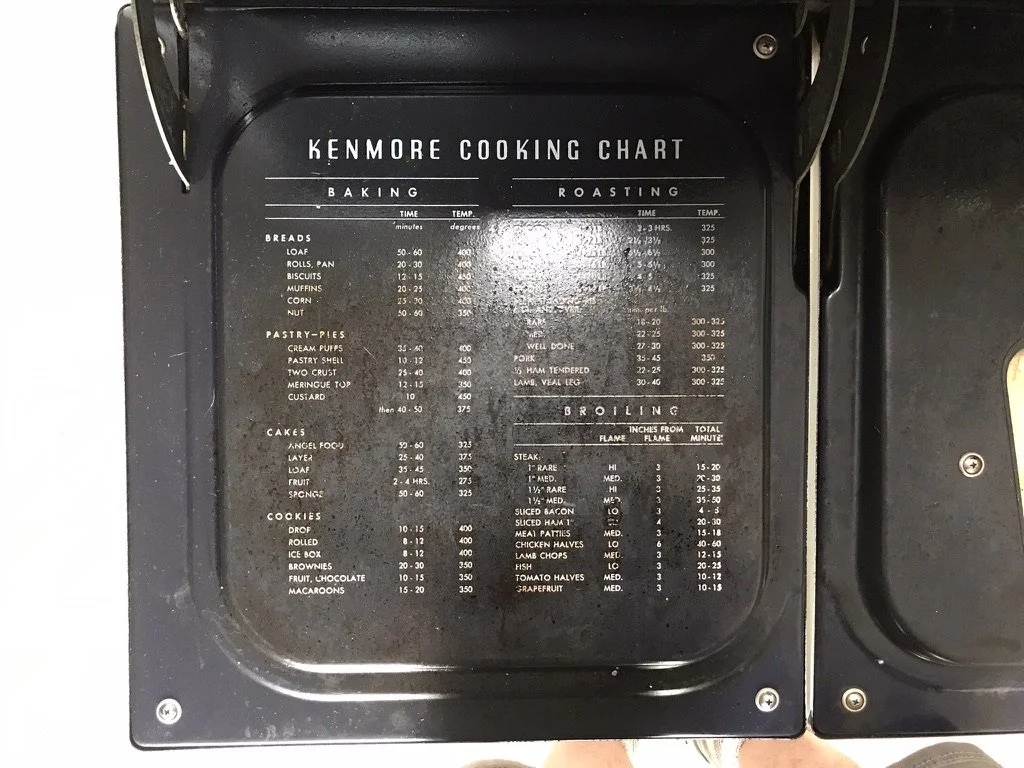 KENMORE COOKING CHART
BAKING
TIME TEMP.
minutes degrees
BREADS
LOAF 50-60 400
ROLLS, PAN 20-30 400
BISCUITS 12-15 450
MUFFINS 20-25 400
CORN 25-30 400
NUT 50-60 350
PASTRY-PIES
CREAM PUFFS 35-40 400
PASTRY SHELL 10-12 450
TWO CRUST 25-40 400
MERINGUE TOP 12-15 350
CUSTARD 10 450
then 40-50 375
CAKES
ANGEL FOOD 50-60 325
LAYER 25-40 375
LOAF 35-45 350
FRUIT 2-4 HRS. 275
SPONGE 50-60 325
COOKIES
DROP 10-15 400
ROLLED 8-12 400
ICE BOX 8-12 400
BROWNIES 20-30 350
FRUIT, CHOCOLATE 10-15 350
MACAROONS 15-20 350
ROASTING
TIME TEMP.
HRS. 325
325
300
300
325
325
min. per lb.
RARE 18-20 300-325
MED. 22-25 300-325
WELL DONE 27-30 300-325
PORK 35-45 350
½ HAM TENDERED 22-25 300-325
LAMB, VEAL LEG 30-40 300-325
BROILING
FLAME INCHES FROM FLAME TOTAL MINUTES
STEAK
1" RARE HI 3 15-20
1" MED. MED. 3 20-30
1½" RARE HI 3 25-35
1½" MED. MED. 3 35-50
SLICED BACON LO 3 4-5
SLICED HAM 1" 4 20-30
MEAT PATTIES MED. 3 15-18
CHICKEN HALVES LO 40-60
LAMB CHOPS MED. 3 12-15
FISH LO 3 20-25
TOMATO HALVES MED. 3 10-12
GRAPEFRUIT MED. 3 10-15